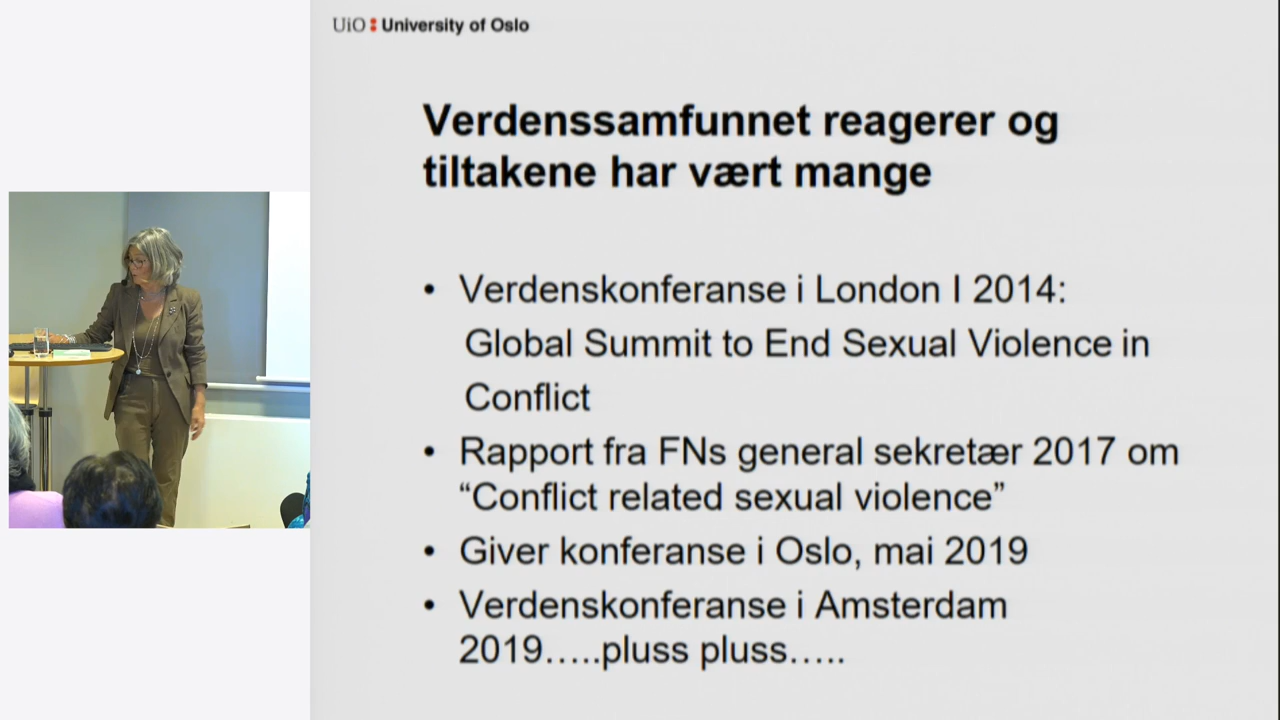 UiO University of Oslo
Verdenssamfunnet reagerer og
tiltakene har vært mange
• Verdenskonferanse i London I 2014:
Global Summit to End Sexual Violence in
Conflict
• Rapport fra FNs general sekretær 2017 om
“Conflict related sexual violence”
• Giver konferanse i Oslo, mai 2019
• Verdenskonferanse i Amsterdam
2019…..pluss pluss…..